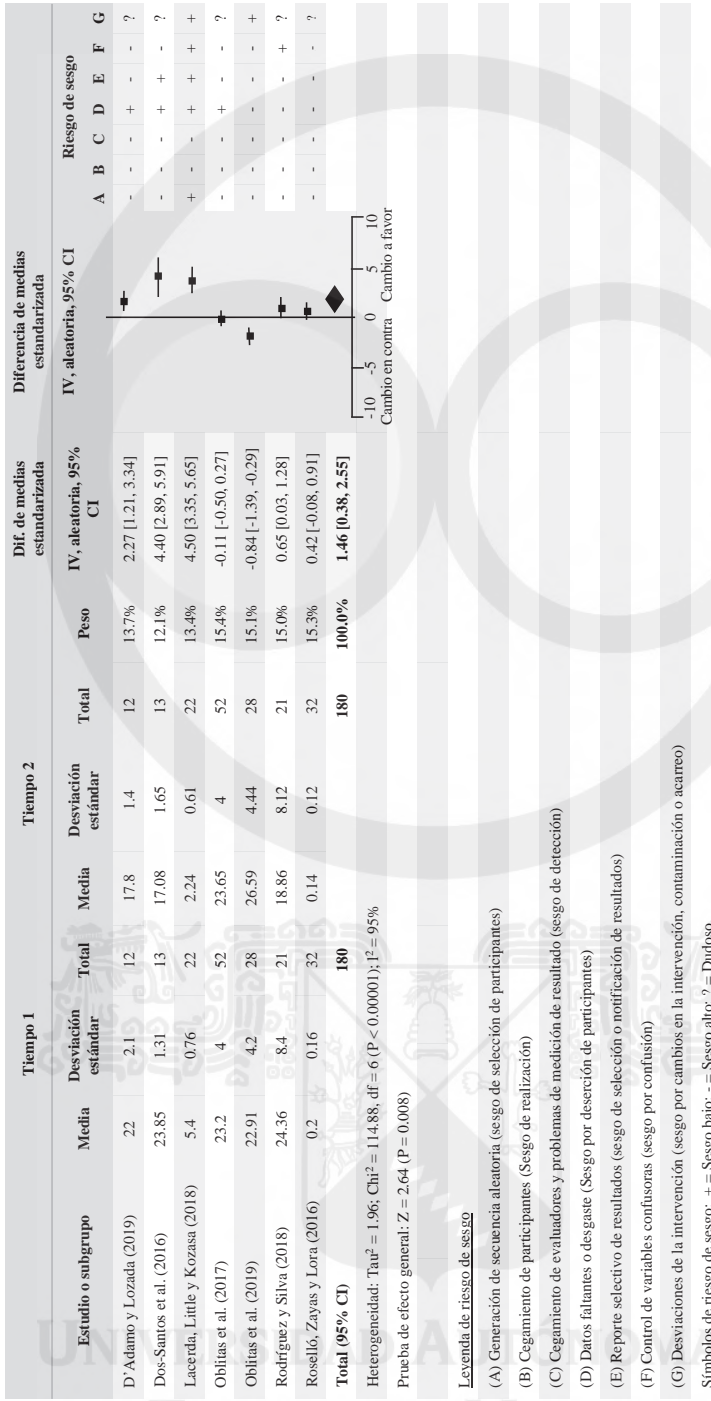 Tiempo 1 Tiempo 2 Dif. de medias estandarizada Diferencia de medias estandarizada Riesgo de sesgo
Estudio o subgrupo Media Desviación estándar Total Media Desviación estándar Total Peso IV, aleatoria, 95% CI IV, aleatoria, 95% CI A B C D E F G
D'Adamo y Lozada (2019) 22 2.1 12 17.8 1.4 12 13.7% 2.27 [1.21, 3.34] - - - + - - ?
Dos-Santos et al. (2016) 23.85 1.31 13 17.08 1.65 13 12.1% 4.40 [2.89, 5.91] - - - + + - ?
Lacerda, Little y Kozasa (2018) 5.4 0.76 22 2.24 0.61 22 13.4% 4.50 [3.35, 5.65] + - - + + + +
Oblitas et al. (2017) 23.2 4 52 23.65 4 52 15.4% -0.11 [-0.50, 0.27] - - - + - - ?
Oblitas et al. (2019) 22.91 4.2 28 26.59 4.44 28 15.1% -0.84 [-1.39, -0.29] - - - - - - +
Rodríguez y Silva (2018) 24.36 8.4 21 18.86 8.12 21 15.0% 0.65 [0.03, 1.28] - - - - - + ?
Roselló, Zayas y Lora (2016) 0.2 0.16 32 0.14 0.12 32 15.3% 0.42 [-0.08, 0.91] - - - - - - ?
Total (95% CI) 180 180 100.0% 1.46 [0.38, 2.55]
Heterogeneidad: Tau² = 1.96; Chi² = 114.88, df = 6 (P < 0.00001); I² = 95%
-10 -5 0 5 10
Prueba de efecto general: Z = 2.64 (P = 0.008)
Cambio en contra Cambio a favor
Leyenda de riesgo de sesgo
(A) Generación de secuencia aleatoria (sesgo de selección de participantes)
(B) Cegamiento de participantes (Sesgo de realización)
(C) Cegamiento de evaluadores y problemas de medición de resultado (sesgo de detección)
(D) Datos faltantes o desgaste (Sesgo por deserción de participantes)
(E) Reporte selectivo de resultados (sesgo de selección o notificación de resultados)
(F) Control de variables confusoras (sesgo por confusión)
(G) Desviaciones de la intervención (sesgo por cambios en la intervención, contaminación o acarreo)
Símbolos de riesgo de sesgo: + = Sesgo bajo; - = Sesgo alto; ? = Dudoso